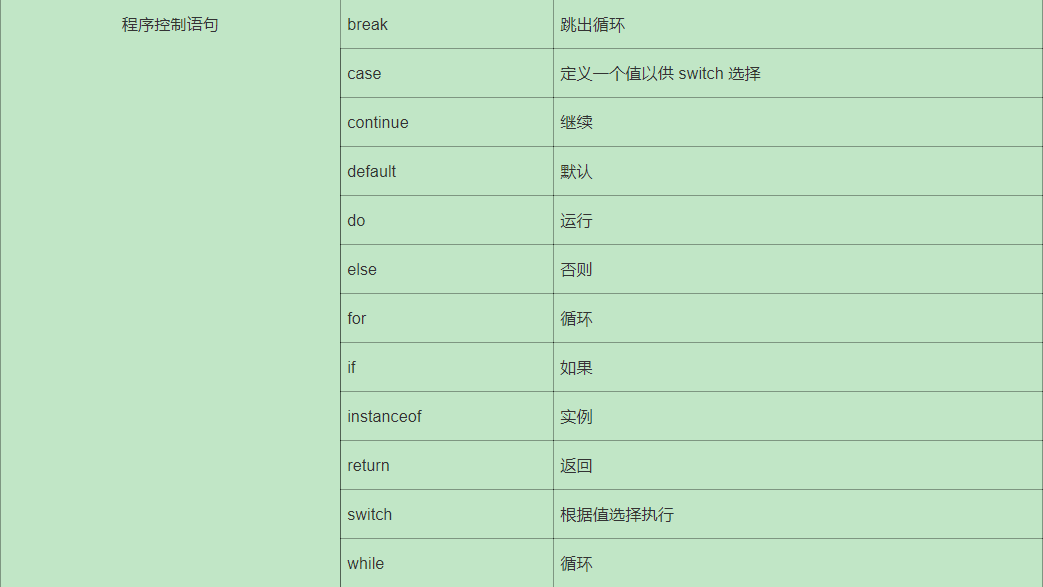 程序控制语句 break 跳出循环
case 定义一个值以供 switch 选择
continue 继续
default 默认
do 运行
else 否则
for 循环
if 如果
instanceof 实例
return 返回
switch 根据值选择执行
while 循环